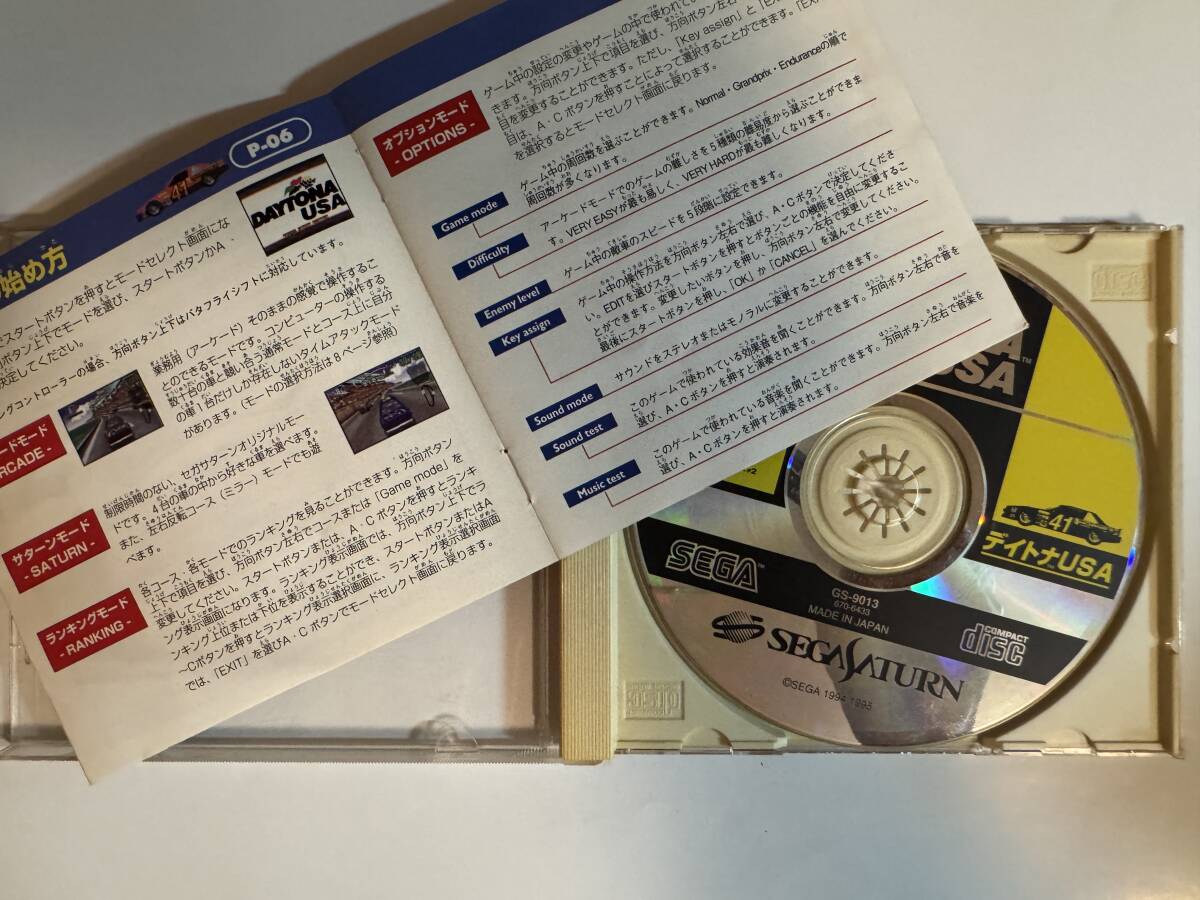 P-06
DAYTONA
USA
始め方
スタートボタンを押すとモードセレクト画面にな
ボタン上下でモードを選び、スタートボタンかA・
決定してください。
コントローラーの場合、方向ボタン上下はバタフライシフトに対応しています。
ARCADE -
業務用(アーケード)そのままの感覚で操作するこ
とのできるモードです。コンピューターの操作する
数十台の車と競い合う通常モードとコース上に自分
の車1台だけしか存在しないタイムアタックモード
があります。(モードの選択方法は8ページ参照)
サターンモード
- SATURN -
制限時間のない、セガサターンオリジナルモー
ドです。4台の車の中から好きな車を選べます。
また、左右反転コース(ミラー)モードでも遊
べます。
ランキングモード
- RANKING -
各コース、各モードでのランキングを見ることができます。方向ボタン
上下で項目を選び、方向ボタン左右でコースまたは「Game mode」を
変更してください。スタートボタンまたは、A・Cボタンを押すとランキ
ング表示画面になります。ランキング表示画面では、方向ボタン上下でラ
ンキング上位または下位を表示することができ、スタートボタンまたはA
〜Cボタンを押すとランキング表示選択画面に、ランキング表示選択画面
では、「EXIT」を選びA・Cボタンでモードセレクト画面に戻ります。
オプションモード
- OPTIONS -
ゲーム中の設定の変更やゲームの中で使われてい
きます。方向ボタン上下で項目を選び、方向ボタン左右
目を変更することができます。ただし、「Key assign」と「EX
目は、A・Cボタンを押すことによって選択することができます。「EXI
を選択するとモードセレクト画面に戻ります。
Game mode
ゲーム中の周回数を選ぶことができます。Normal・Grandprix・Enduranceの順で
周回数が多くなります。
Difficulty
アーケードモードでのゲームの難しさを5種類の難易度から選ぶことができま
す。VERY EASYが最も易しく、VERY HARDが最も難しくなります。
Enemy level
ゲーム中の敵車のスピードを5段階に設定できます。
Key assign
ゲーム中の操作方法を方向ボタン左右で選び、A・Cボタンで決定してくださ
い。EDITを選びスタートボタンを押すとボタンごとの機能を自由に変更するこ
とができます。変更したいボタンを押し、方向ボタン左右で変更してください。
最後にスタートボタンを押し、「OK」か「CANCEL」を選んでください。
Sound mode
サウンドをステレオまたはモノラルに変更することができます。
Sound test
このゲームで使われている効果音を聞くことができます。方向ボタン左右で音を
選び、A・Cボタンを押すと演奏されます。
Music test
このゲームで使われている音楽を聞くことができます。方向ボタン左右で音楽を
選び、A・Cボタンを押すと演奏されます。
USA
41
デイトナUSA
SEGA™
GS-9013
670-6433
MADE IN JAPAN
COMPACT
disc
SEGA SATURN
©SEGA 1994 1995